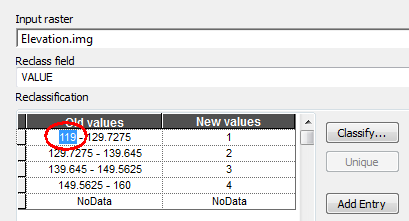 Input raster
Elevation.img
Reclass field
VALUE
Reclassification
Old values New values
119 - 129.7275 1
129.7275 - 139.645 2
139.645 - 149.5625 3
149.5625 - 160 4
NoData NoData
Classify...
Unique
Add Entry